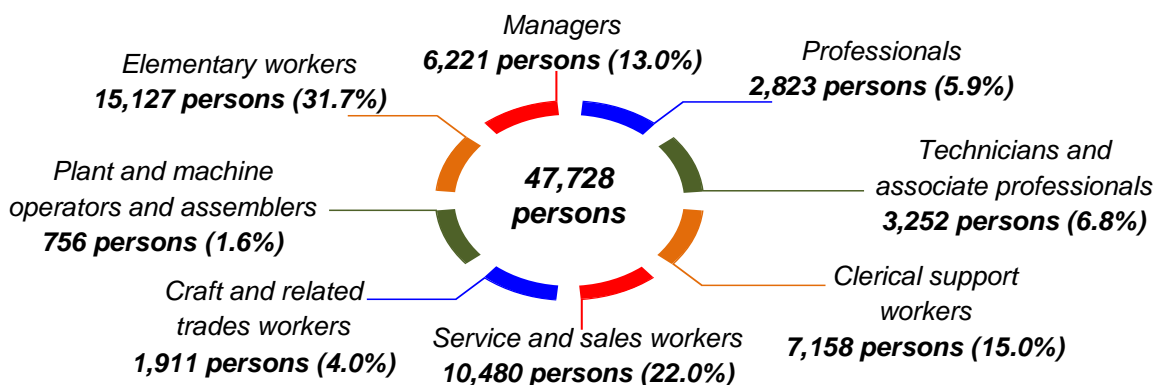 Managers
6,221 persons (13.0%)
Professionals
2,823 persons (5.9%)
Technicians and
associate professionals
3,252 persons (6.8%)
Clerical support
workers
7,158 persons (15.0%)
Service and sales workers
10,480 persons (22.0%)
Craft and related
trades workers
1,911 persons (4.0%)
Plant and machine
operators and assemblers
756 persons (1.6%)
Elementary workers
15,127 persons (31.7%)
47,728
persons